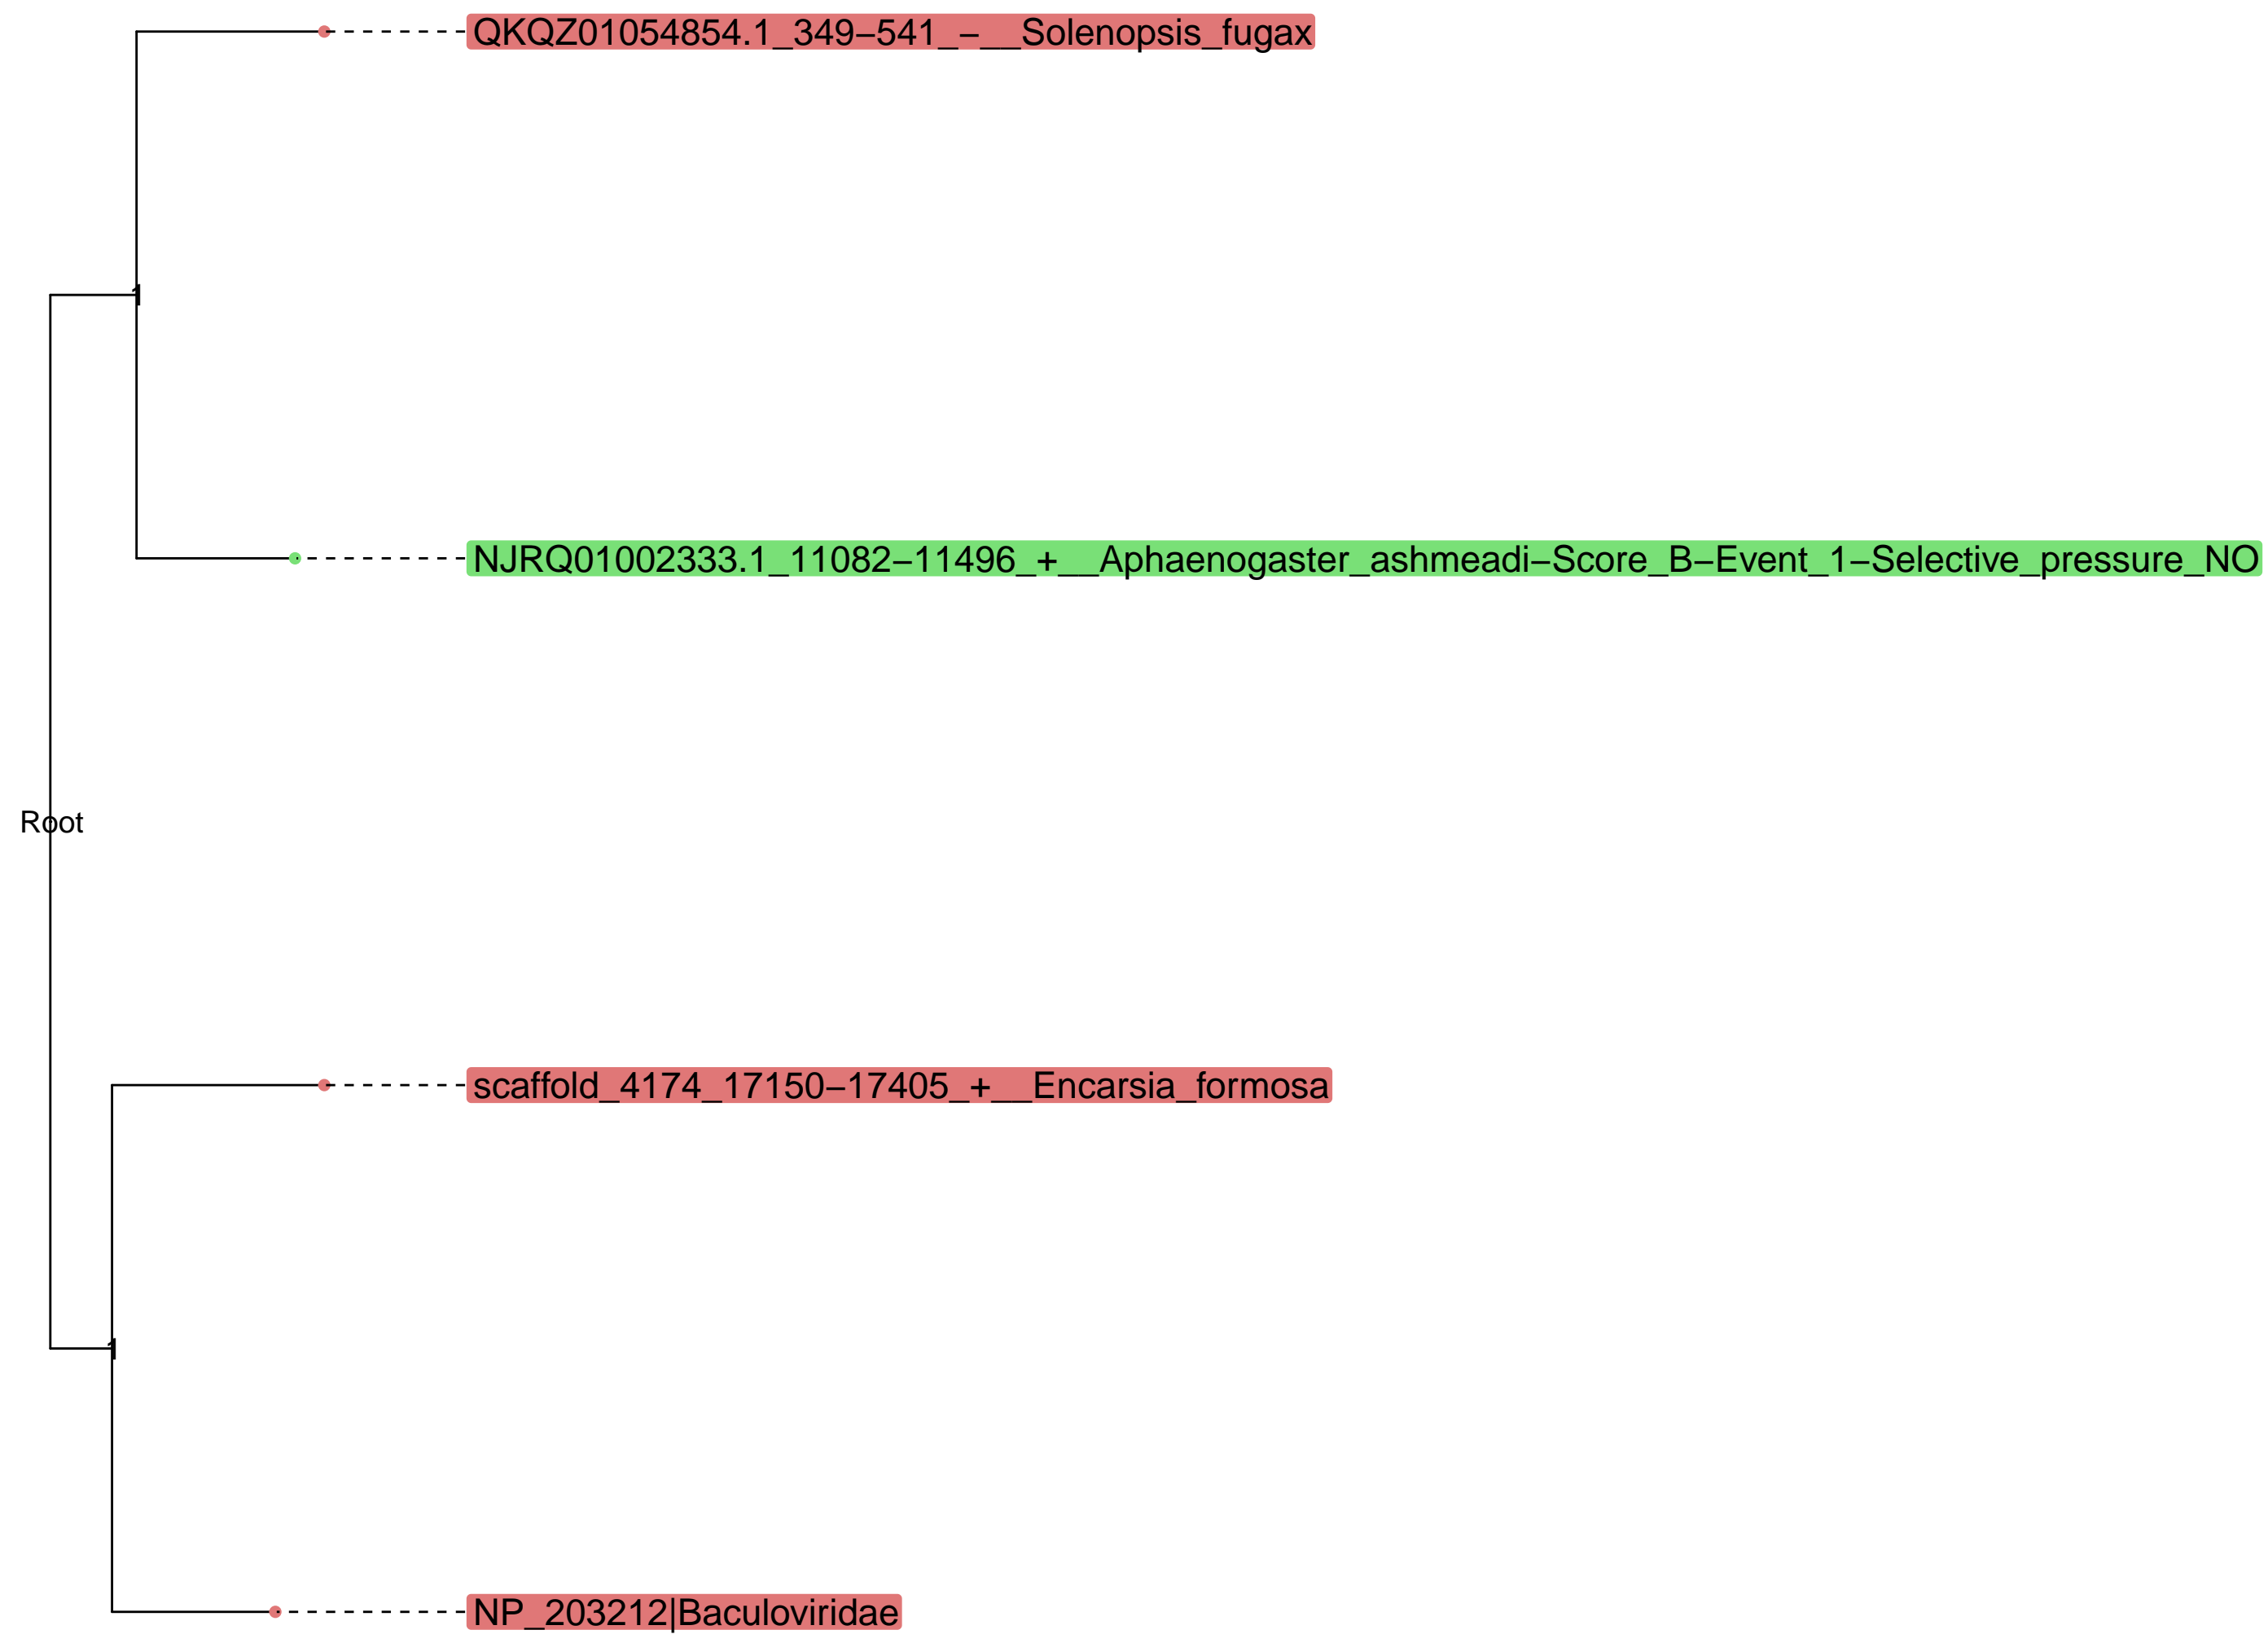 QKQZ01054854.1_349−541_−__Solenopsis_fugax
1
NJRQ01002333.1_11082−11496_+__Aphaenogaster_ashmeadi−Score_B−Event_1−Selective_pressure_NO
Root
scaffold_4174_17150−17405_+__Encarsia_formosa
1
NP_203212|Baculoviridae